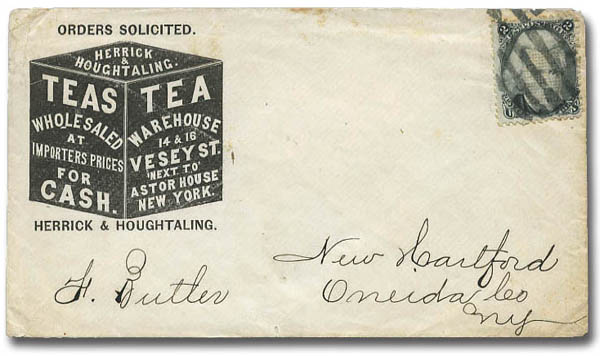 ORDERS SOLICITED.
HERRICK
&
HOUGHTALING.
TEAS
WHOLESALED
AT
IMPORTERS PRICES
FOR
CASH.
TEA
WAREHOUSE
14 & 16
VESEY ST.
NEXT TO
ASTOR HOUSE
NEW YORK.
HERRICK & HOUGHTALING.
F. Butler
New Hartford
Oneida Co
NY